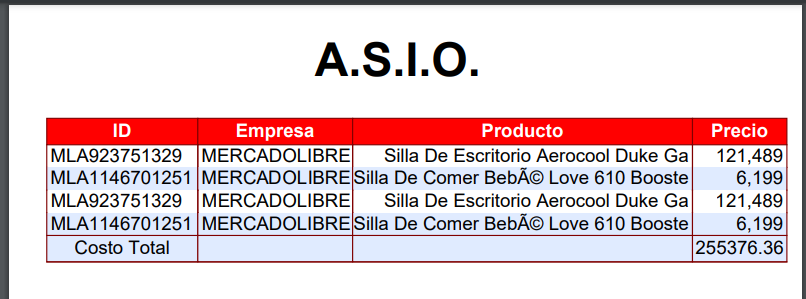 A.S.I.O.
ID Empresa Producto Precio
MLA923751329 MERCADOLIBRE Silla De Escritorio Aerocool Duke Ga 121,489
MLA1146701251 MERCADOLIBRE Silla De Comer BebÃ© Love 610 Booste 6,199
MLA923751329 MERCADOLIBRE Silla De Escritorio Aerocool Duke Ga 121,489
MLA1146701251 MERCADOLIBRE Silla De Comer BebÃ© Love 610 Booste 6,199
Costo Total 255376.36